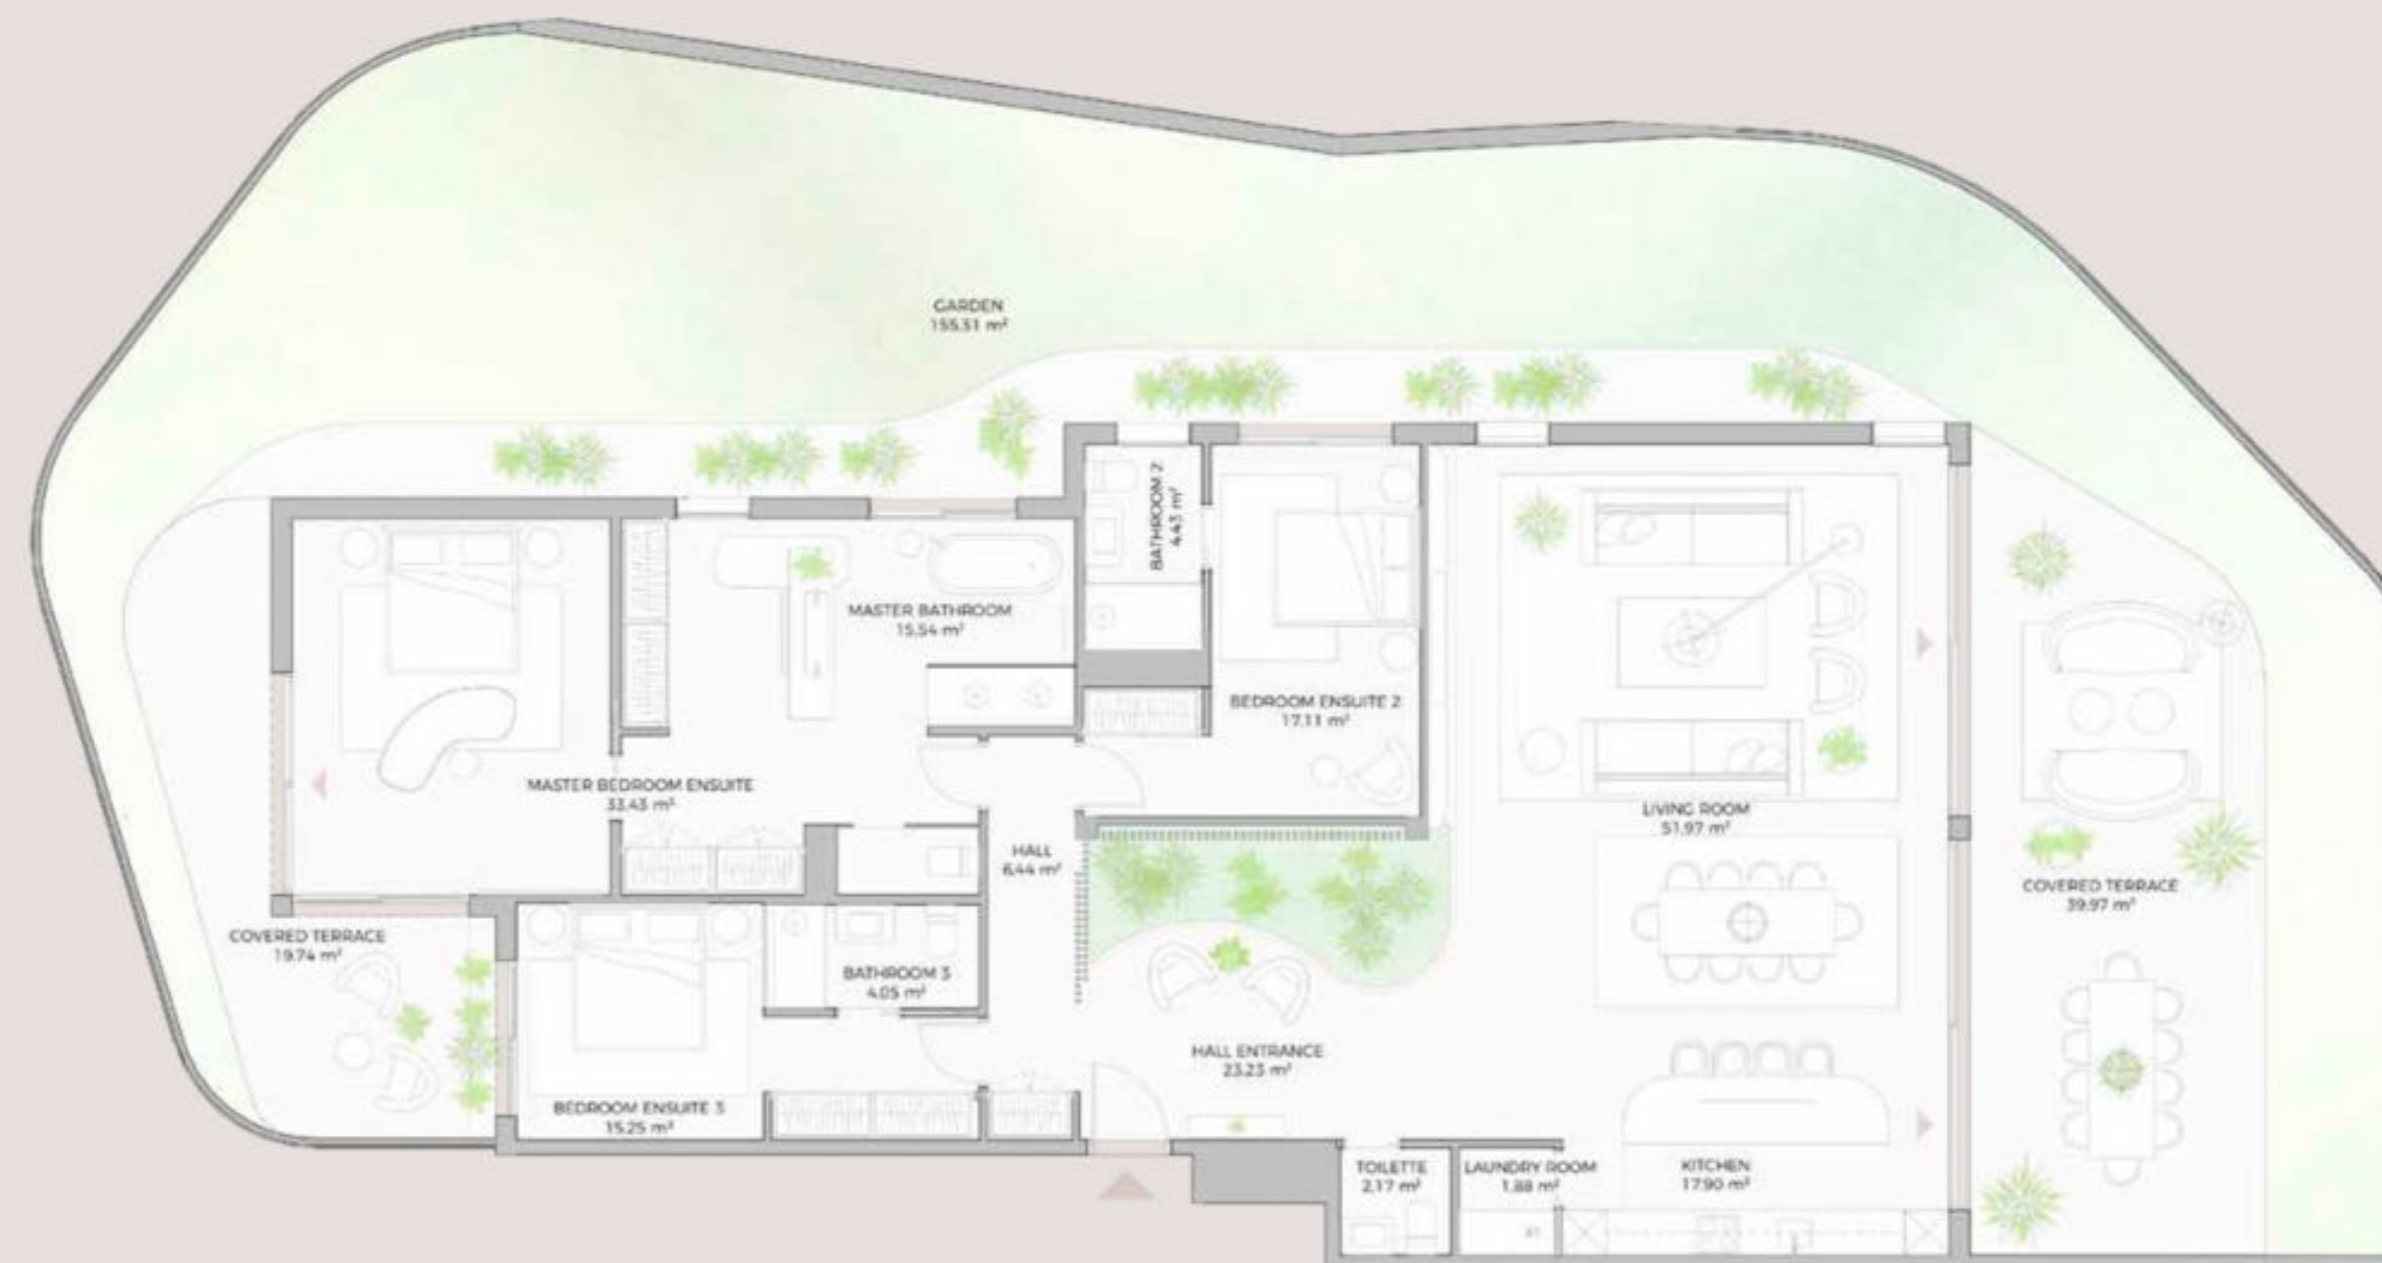 GARDEN
155.31 m²
BATHROOM 2
4.43 m²
MASTER BATHROOM
15.54 m²
BEDROOM ENSUITE 2
17.11 m²
MASTER BEDROOM ENSUITE
33.43 m²
LIVING ROOM
51.97 m²
HALL
6.44 m²
COVERED TERRACE
39.97 m²
COVERED TERRACE
19.74 m²
BATHROOM 3
4.05 m²
HALL ENTRANCE
23.23 m²
BEDROOM ENSUITE 3
15.25 m²
TOILETTE
2.17 m²
LAUNDRY ROOM
1.88 m²
KITCHEN
17.90 m²